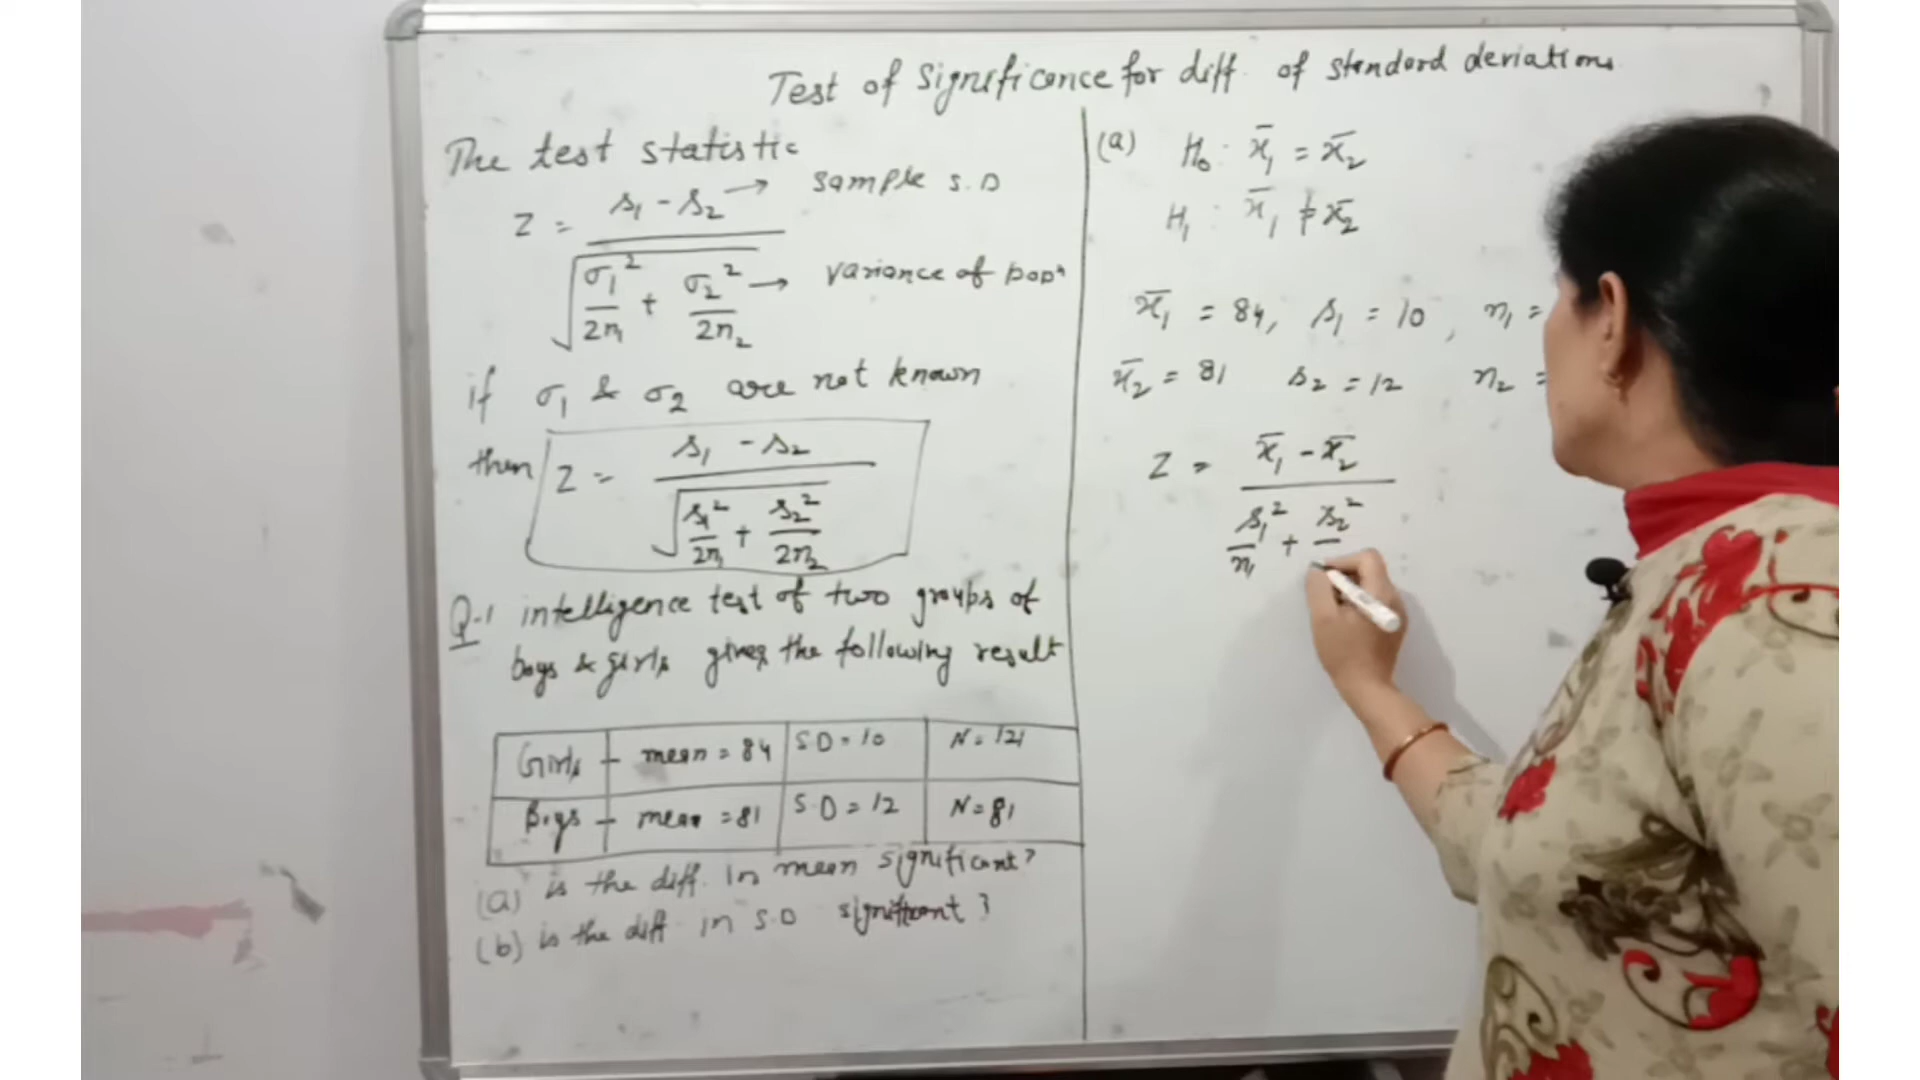 Test of Significance for diff. of standard deviations
The test statistic
Z = s₁ - s₂ → sample S.D
√ σ₁²/2n₁ + σ₂²/2n₂ → variance of popⁿ
if σ₁ & σ₂ are not known
then Z = s₁ - s₂
√ s₁²/2n₁ + s₂²/2n₂
Q-1 intelligence test of two groups of
boys & girls gives the following result
Girls - mean = 84 S.D = 10 N = 121
Boys - mean = 81 S.D = 12 N = 81
(a) is the diff. in mean significant?
(b) is the diff in S.D significant?
(a) H₀ : x̄₁ = x̄₂
H₁ : x̄₁ ≠ x̄₂
x̄₁ = 84, s₁ = 10, n₁ =
x̄₂ = 81 s₂ = 12 n₂ =
Z = x̄₁ - x̄₂
s₁²/n₁ + s₂²